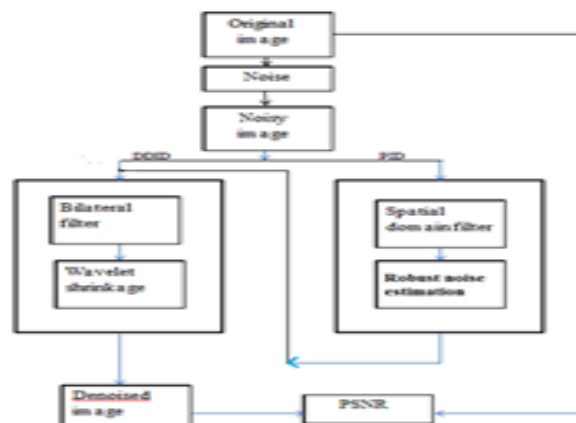 Original
image
Noise
Noisy
image
DDID
PID
Bilateral
filter
Spatial
domain filter
Wavelet
shrinkage
Robust noise
estimation
Denoised
image
PSNR